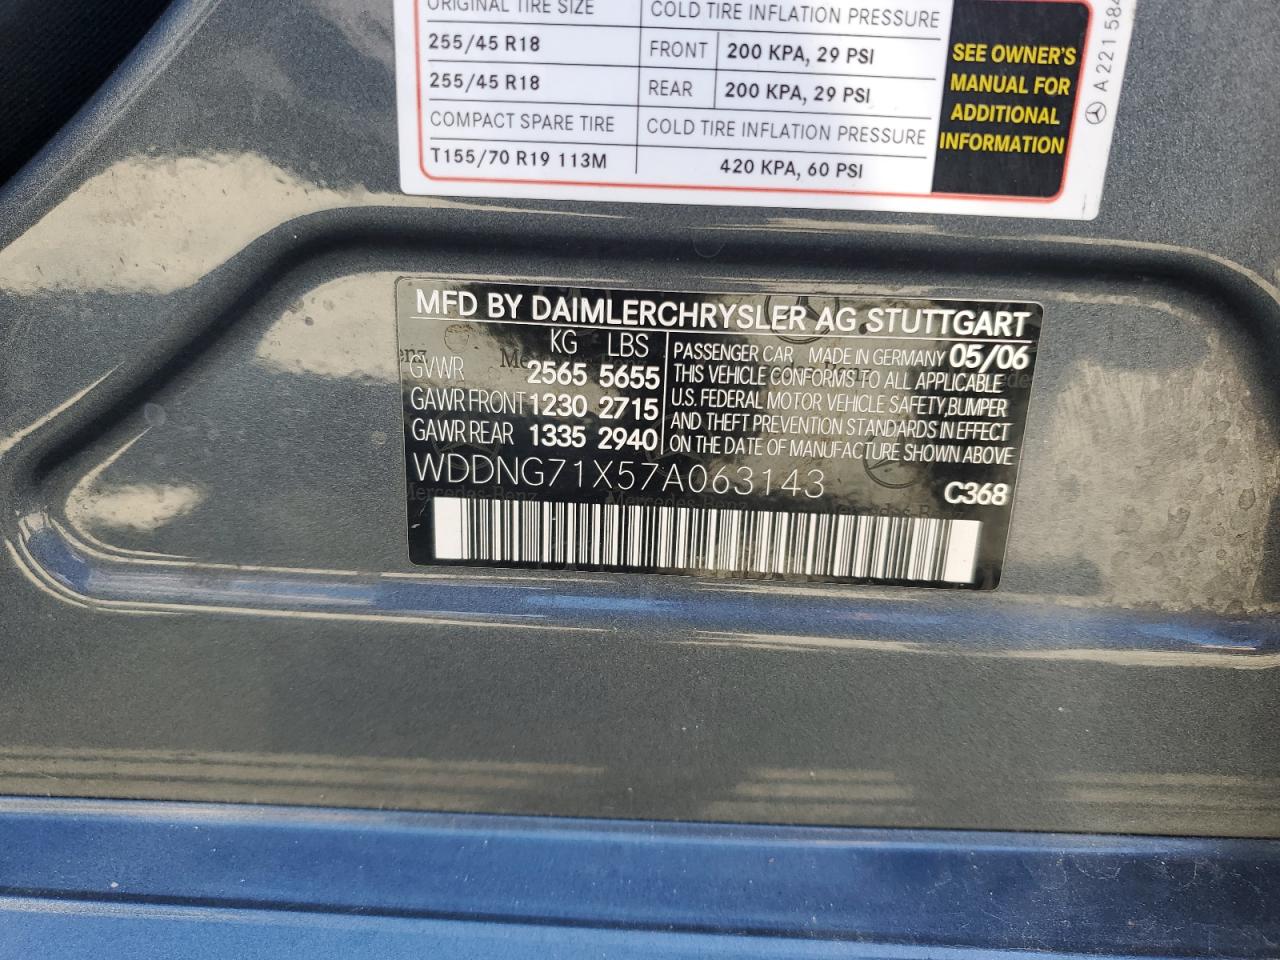 ORIGINAL TIRE SIZE COLD TIRE INFLATION PRESSURE
255/45 R18 FRONT 200 KPA, 29 PSI
255/45 R18 REAR 200 KPA, 29 PSI
COMPACT SPARE TIRE COLD TIRE INFLATION PRESSURE
T155/70 R19 113M 420 KPA, 60 PSI
SEE OWNER'S
MANUAL FOR
ADDITIONAL
INFORMATION
A 221 584
MFD BY DAIMLERCHRYSLER AG STUTTGART
KG LBS
GVWR 2565 5655
GAWR FRONT 1230 2715
GAWR REAR 1335 2940
PASSENGER CAR MADE IN GERMANY 05/06
THIS VEHICLE CONFORMS TO ALL APPLICABLE
U.S. FEDERAL MOTOR VEHICLE SAFETY,BUMPER
AND THEFT PREVENTION STANDARDS IN EFFECT
ON THE DATE OF MANUFACTURE SHOWN ABOVE
WDDNG71X57A063143
C368
Mercedes-Benz